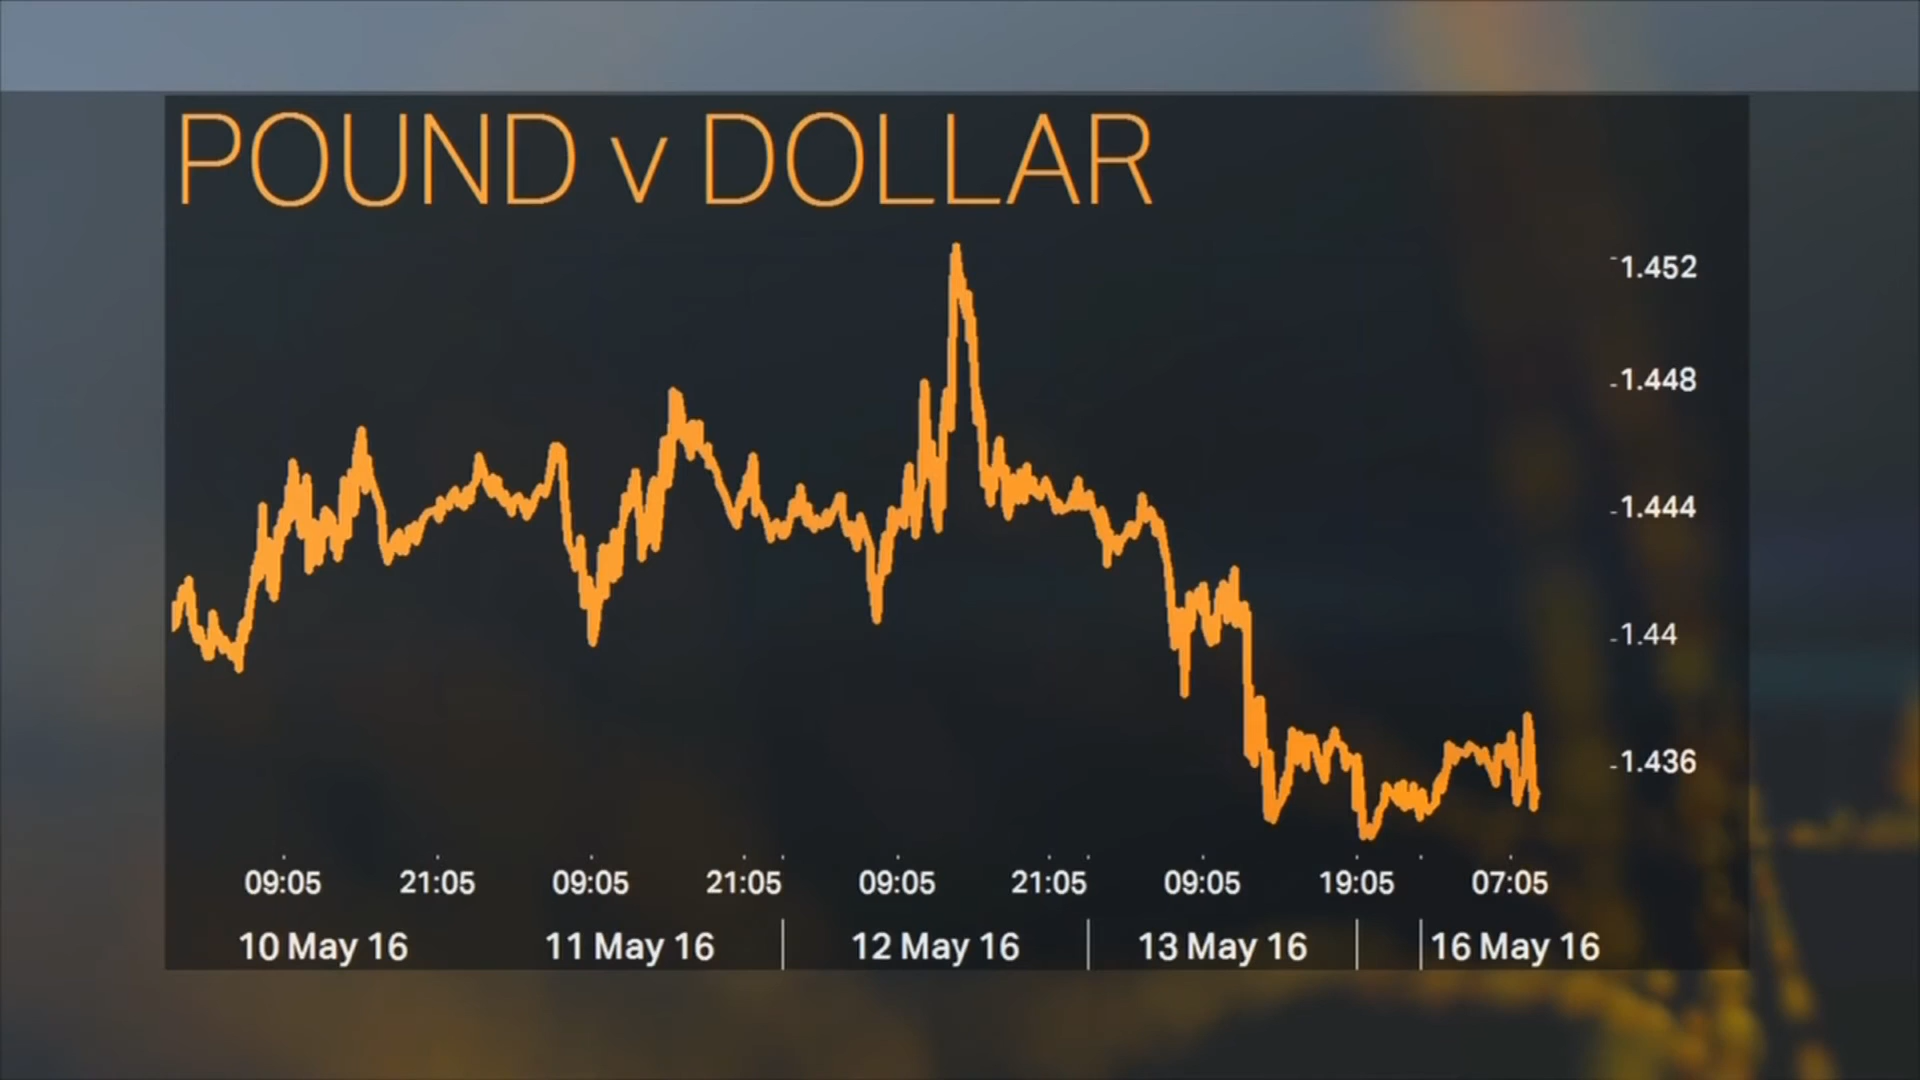 POUND v DOLLAR
1.452
1.448
1.444
1.44
1.436
09:05 21:05 09:05 21:05 09:05 21:05 09:05 19:05 07:05
10 May 16 11 May 16 12 May 16 13 May 16 16 May 16